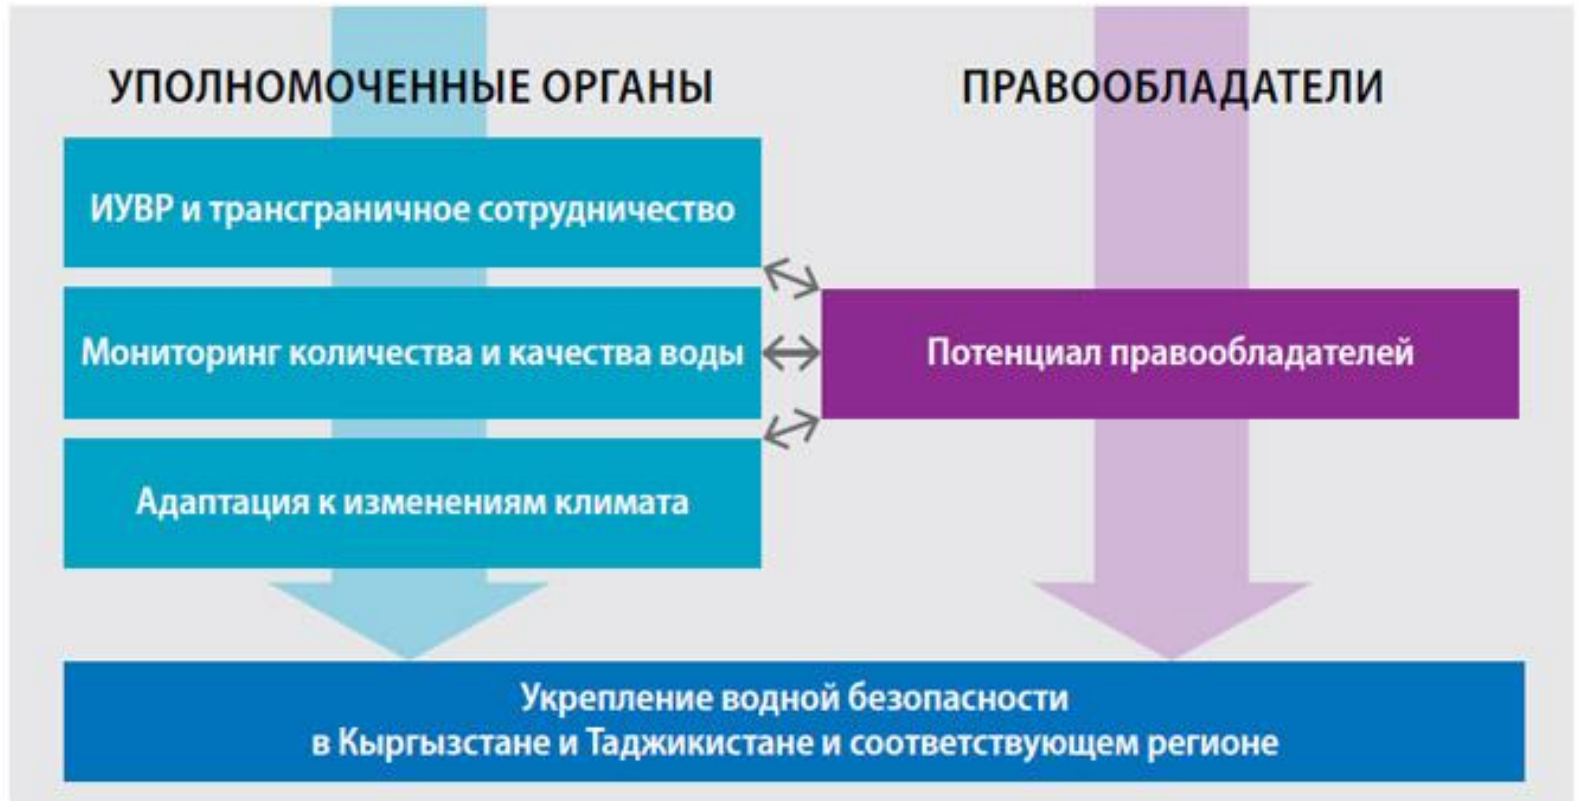 УПОЛНОМОЧЕННЫЕ ОРГАНЫ
ПРАВООБЛАДАТЕЛИ
ИУВР и трансграничное сотрудничество
Мониторинг количества и качества воды
Потенциал правообладателей
Адаптация к изменениям климата
Укрепление водной безопасности
в Кыргызстане и Таджикистане и соответствующем регионе